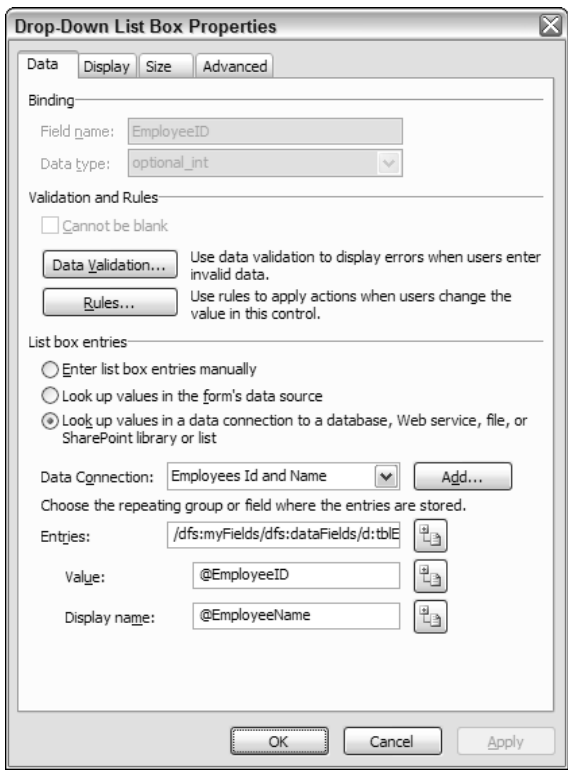 Drop-Down List Box Properties
Data Display Size Advanced
Binding
Field name: EmployeeID
Data type: optional_int
Validation and Rules
Cannot be blank
Data Validation... Use data validation to display errors when users enter
invalid data.
Rules... Use rules to apply actions when users change the
value in this control.
List box entries
Enter list box entries manually
Look up values in the form's data source
Look up values in a data connection to a database, Web service, file, or
SharePoint library or list
Data Connection: Employees Id and Name Add...
Choose the repeating group or field where the entries are stored.
Entries: /dfs:myFields/dfs:dataFields/d:tblE
Value: @EmployeeID
Display name: @EmployeeName
OK Cancel Apply